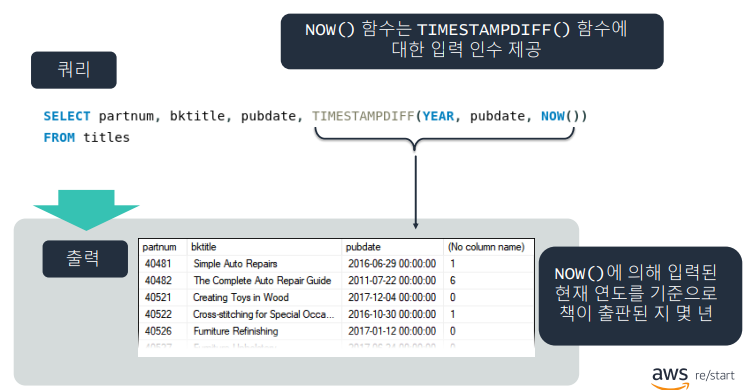 NOW() 함수는 TIMESTAMPDIFF() 함수에
대한 입력 인수 제공
쿼리
SELECT partnum, bktitle, pubdate, TIMESTAMPDIFF(YEAR, pubdate, NOW())
FROM titles
출력
partnum bktitle pubdate (No column name)
40481 Simple Auto Repairs 2016-06-29 00:00:00 1
40482 The Complete Auto Repair Guide 2011-07-22 00:00:00 6
40521 Creating Toys in Wood 2017-12-04 00:00:00 0
40522 Cross-stitching for Special Occa... 2016-10-30 00:00:00 1
40526 Furniture Refinishing 2017-01-12 00:00:00 0
NOW()에 의해 입력된
현재 연도를 기준으로
책이 출판된 지 몇 년
aws re/start